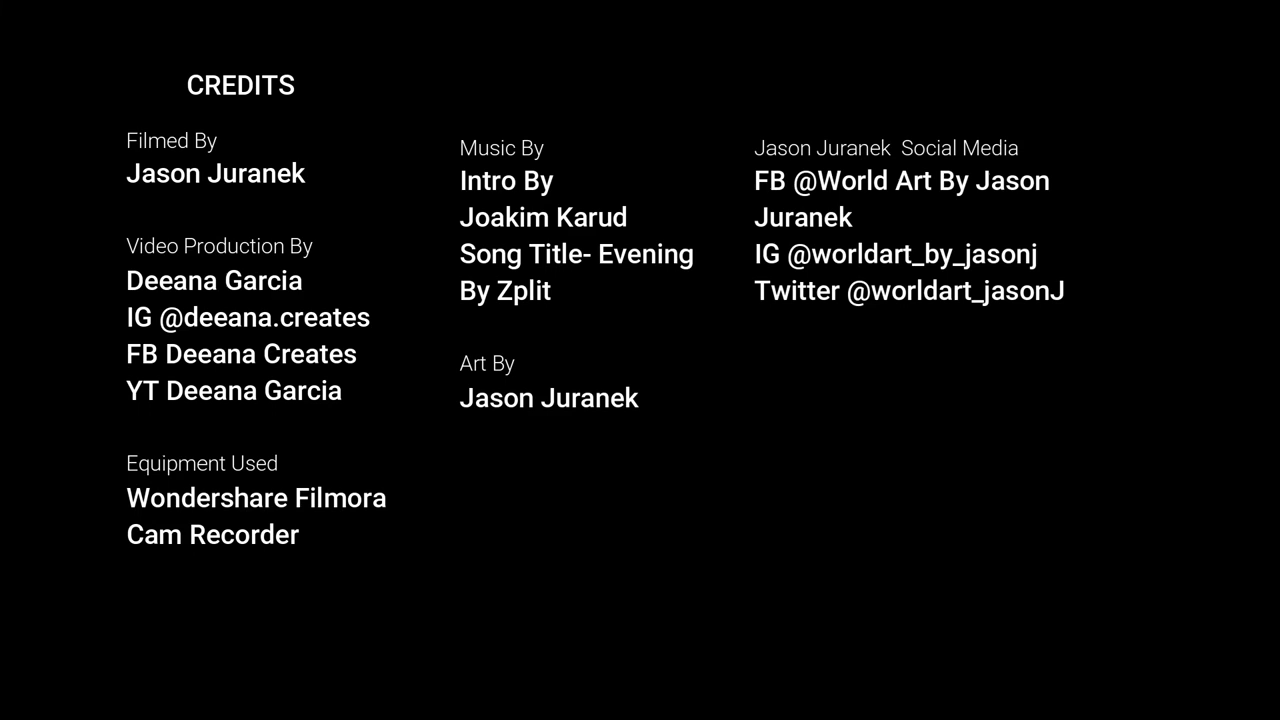 CREDITS
Filmed By
Jason Juranek
Video Production By
Deeana Garcia
IG @deeana.creates
FB Deeana Creates
YT Deeana Garcia
Equipment Used
Wondershare Filmora
Cam Recorder
Music By
Intro By
Joakim Karud
Song Title- Evening
By Zplit
Art By
Jason Juranek
Jason Juranek  Social Media
FB @World Art By Jason
Juranek
IG @worldart_by_jasonj
Twitter @worldart_jasonJ